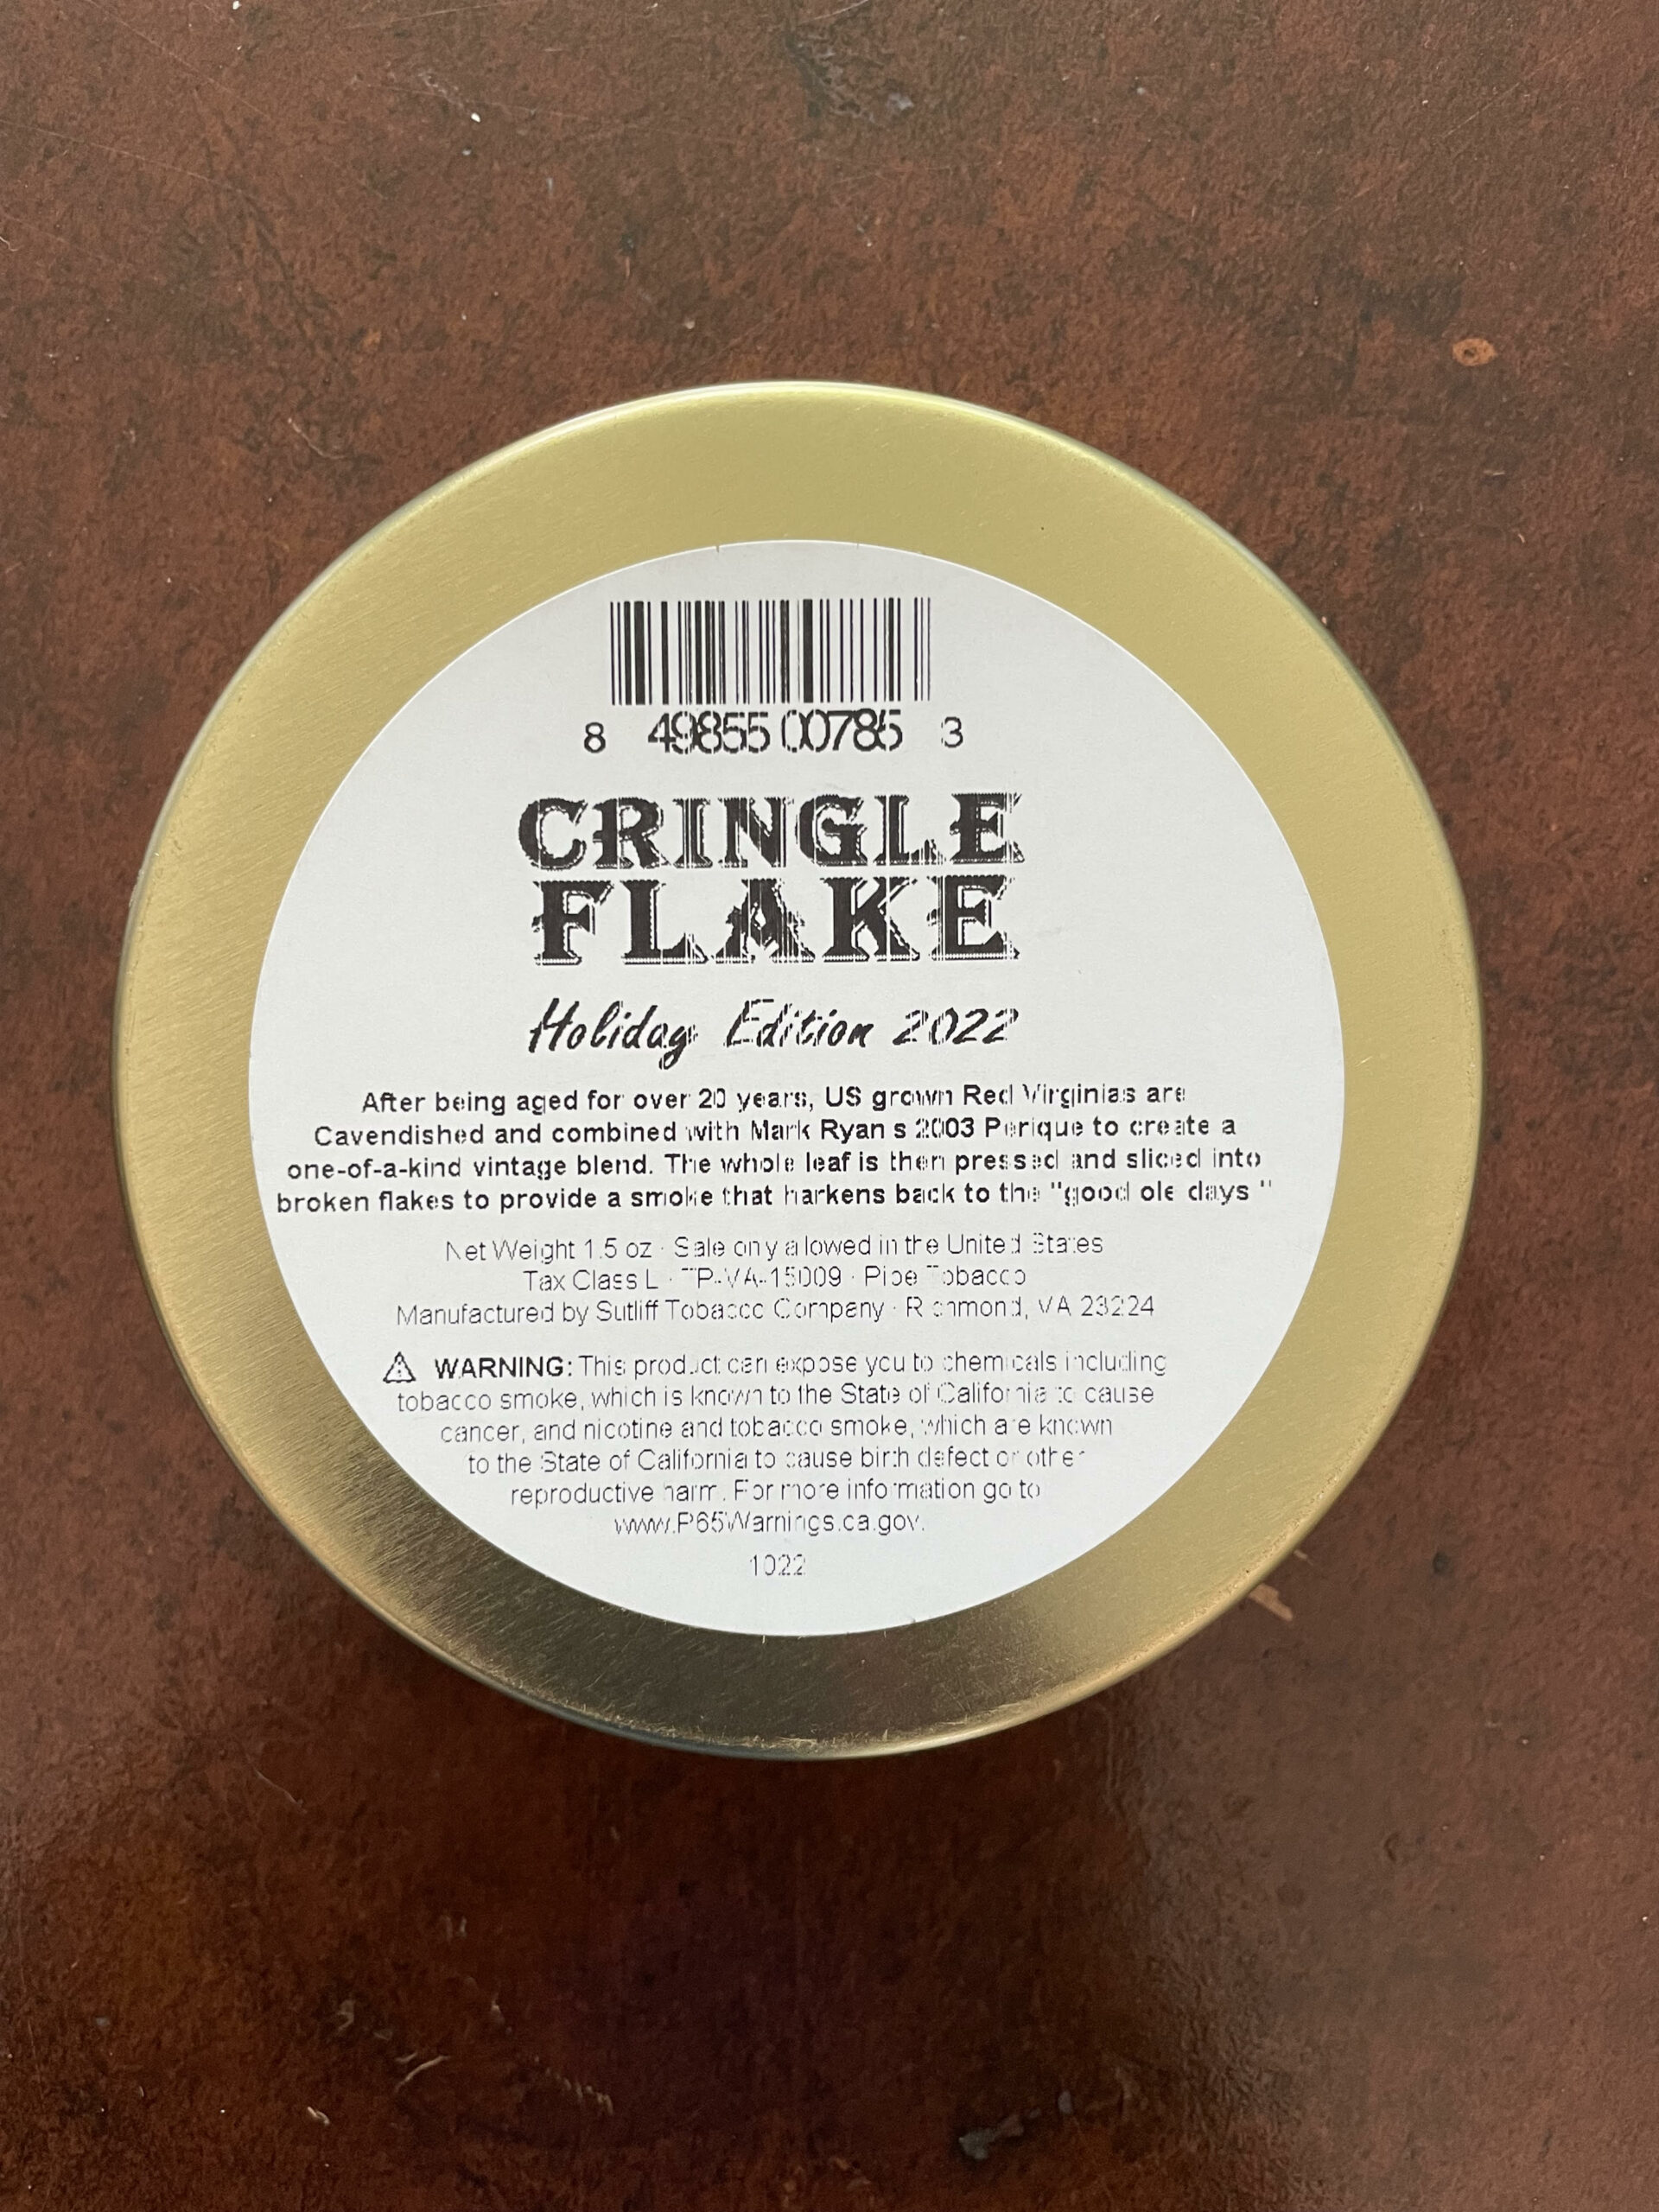 8 49855 00785 3
CRINGLE
FLAKE
Holiday Edition 2022
After being aged for over 20 years, US grown Red Virginias are
Cavendished and combined with Mark Ryan s 2003 Perique to create a
one-of-a-kind vintage blend. The whole leaf is then pressed and sliced into
broken flakes to provide a smoke that harkens back to the "good ole days "
Net Weight 1.5 oz · Sale only allowed in the United States
Tax Class L · TP-VA-15009 · Pipe Tobacco
Manufactured by Sutliff Tobacco Company · Richmond, VA 23224
⚠ WARNING: This product can expose you to chemicals including
tobacco smoke, which is known to the State of California to cause
cancer, and nicotine and tobacco smoke, which are known
to the State of California to cause birth defect or other
reproductive harm. For more information go to
www.P65Warnings.ca.gov.
1022